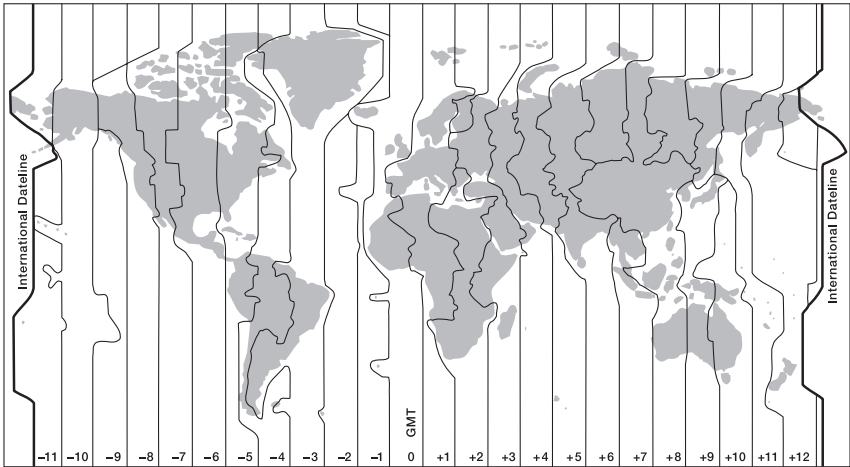 International Dateline
International Dateline
GMT
−11 −10 −9 −8 −7 −6 −5 −4 −3 −2 −1 0 +1 +2 +3 +4 +5 +6 +7 +8 +9 +10 +11 +12